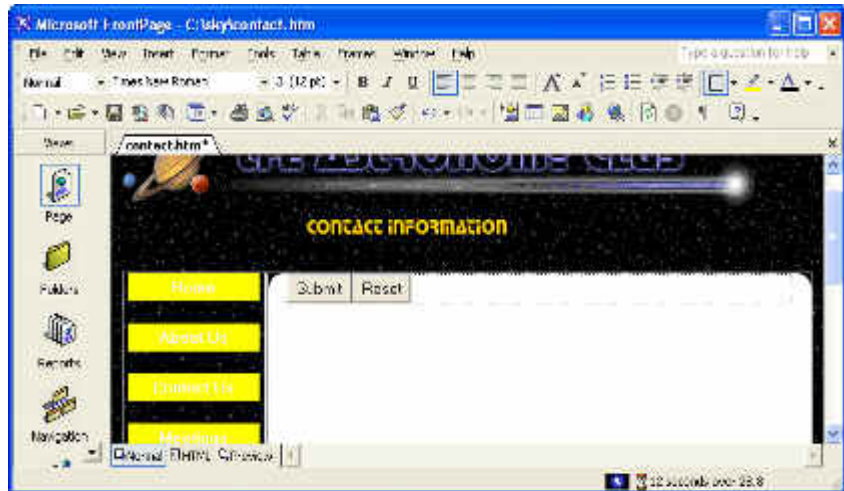 Microsoft FrontPage - C:\sky\contact.htm
File Edit View Insert Format Tools Table Frames Window Help Type a question for help
Normal Times New Roman 3 (12 pt) B I U A A A
Views contact.htm*
CONTACT INFORMATION
Page
Folders
Reports
Navigation
Home Submit Reset
About Us
Contact Us
Meetings
Normal HTML Preview
12 seconds over 28.8